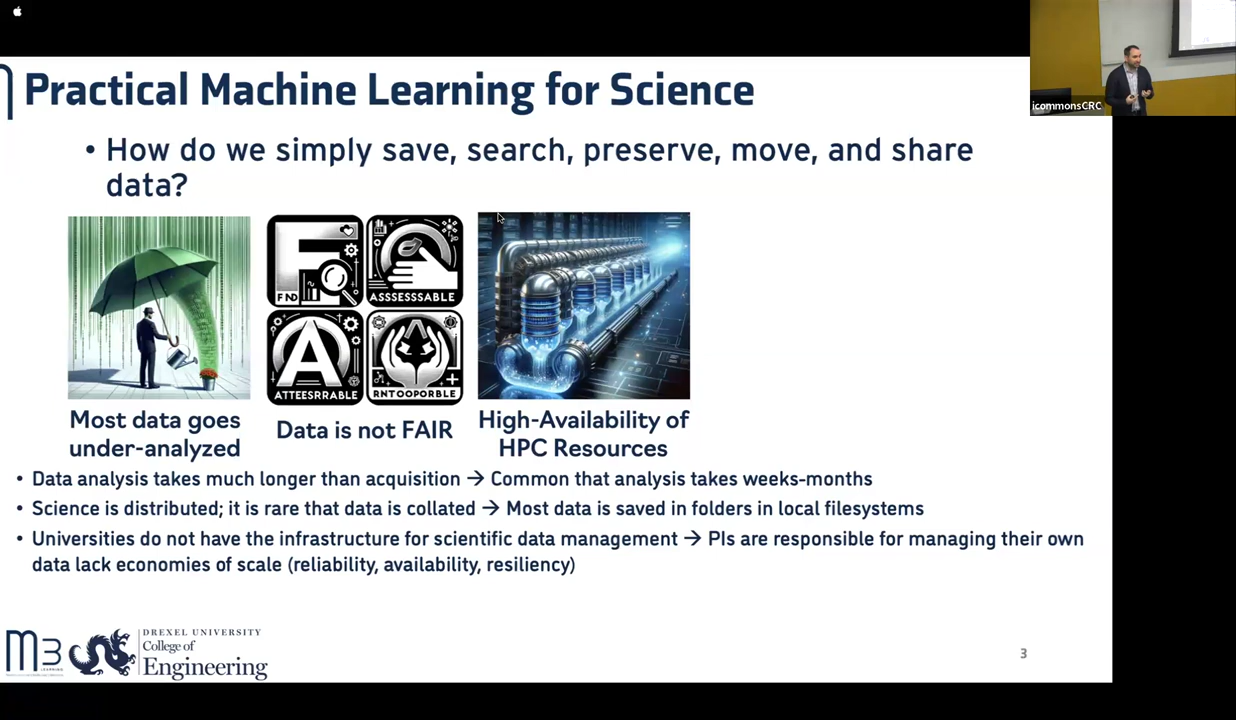 Practical Machine Learning for Science
icommonsCRC
• How do we simply save, search, preserve, move, and share
data?
F
FND
ASSSESSSABLE
A
ATTEESRRABLE
RNTOOPORBLE
Most data goes
under-analyzed
Data is not FAIR
High-Availability of
HPC Resources
• Data analysis takes much longer than acquisition → Common that analysis takes weeks-months
• Science is distributed; it is rare that data is collated → Most data is saved in folders in local filesystems
• Universities do not have the infrastructure for scientific data management → PIs are responsible for managing their own
data lack economies of scale (reliability, availability, resiliency)
M3
LEARNING
DREXEL UNIVERSITY
College of
Engineering
3